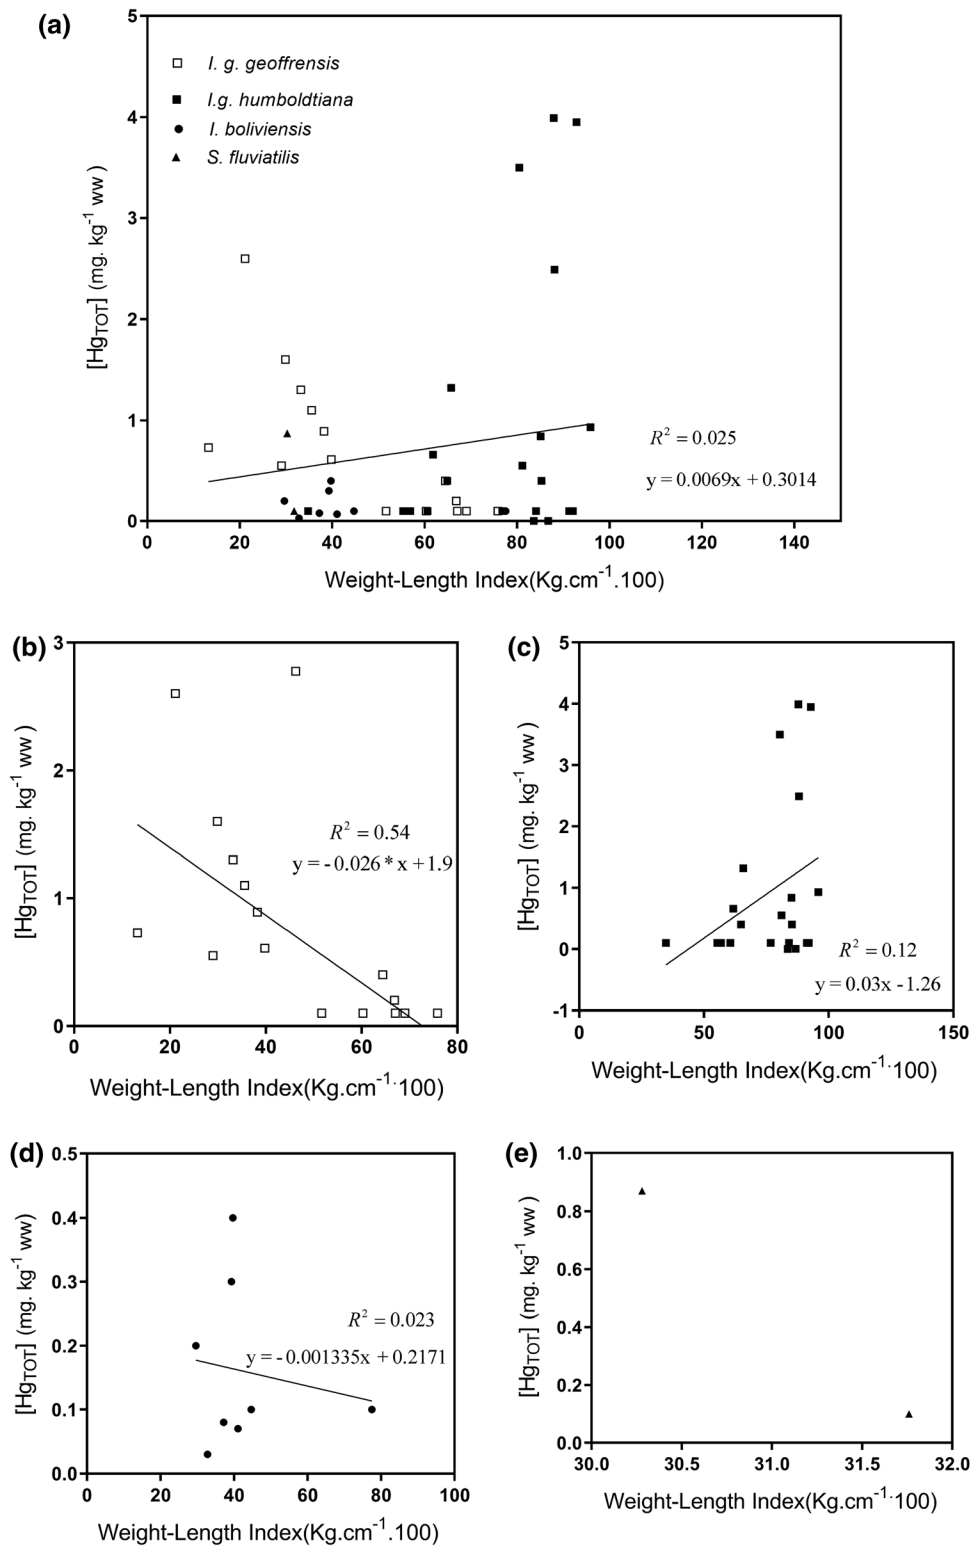 (a)
5
4
3
2
1
0
[HgTOT] (mg. kg-1 ww )
I. g. geoffrensis
I.g. humboldtiana
I. boliviensis
S. fluviatilis
R2 = 0.025
y = 0.0069x + 0.3014
0 20 40 60 80 100 120 140
Weight-Length Index(Kg.cm-1.100)
(b)
3
2
1
0
[HgTOT] (mg. kg-1 ww )
R2 = 0.54
y = - 0.026 * x + 1.9
0 20 40 60 80
Weight-Length Index(Kg.cm-1.100)
(c)
5
4
3
2
1
0
-1
[HgTOT] (mg. kg-1 ww )
R2 = 0.12
y = 0.03x -1.26
0 50 100 150
Weight-Length Index(Kg.cm-1.100)
(d)
0.5
0.4
0.3
0.2
0.1
0.0
[HgTOT] (mg. kg-1 ww)
R2 = 0.023
y = - 0.001335x + 0.2171
0 20 40 60 80 100
Weight-Length Index(Kg.cm-1.100)
(e)
1.0
0.8
0.6
0.4
0.2
0.0
[HgTOT] (mg. kg-1 ww )
30.0 30.5 31.0 31.5 32.0
Weight-Length Index(Kg.cm-1.100)